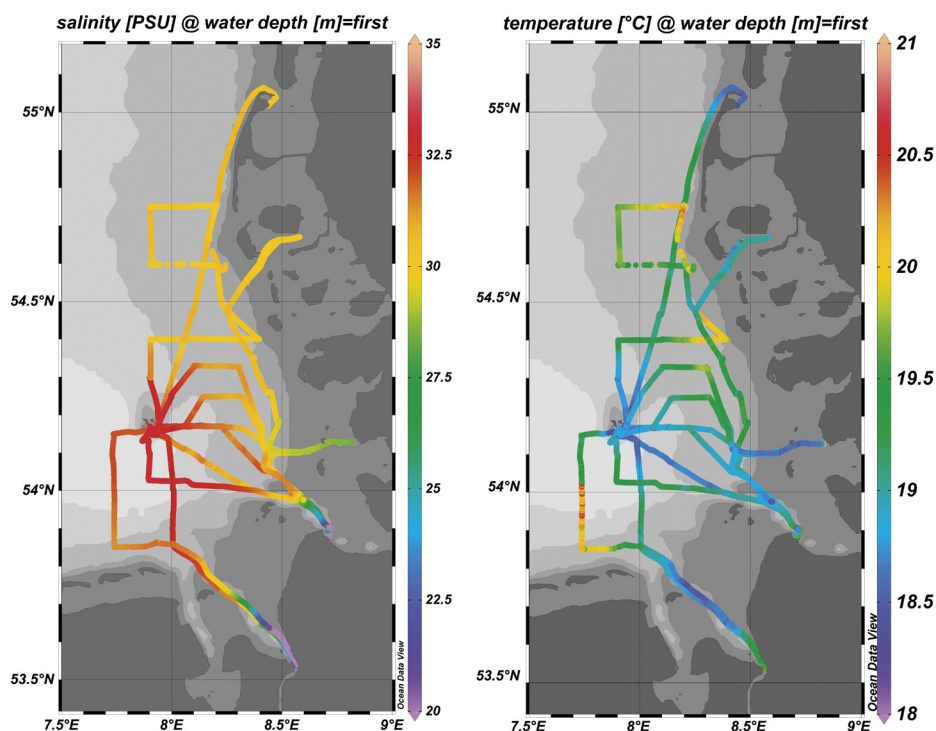 salinity [PSU] @ water depth [m]=first
35
32.5
30
27.5
25
22.5
20
55°N
54.5°N
54°N
53.5°N
7.5°E
8°E
8.5°E
9°E
Ocean Data View
temperature [°C] @ water depth [m]=first
21
20.5
20
19.5
19
18.5
18
55°N
54.5°N
54°N
53.5°N
7.5°E
8°E
8.5°E
9°E
Ocean Data View